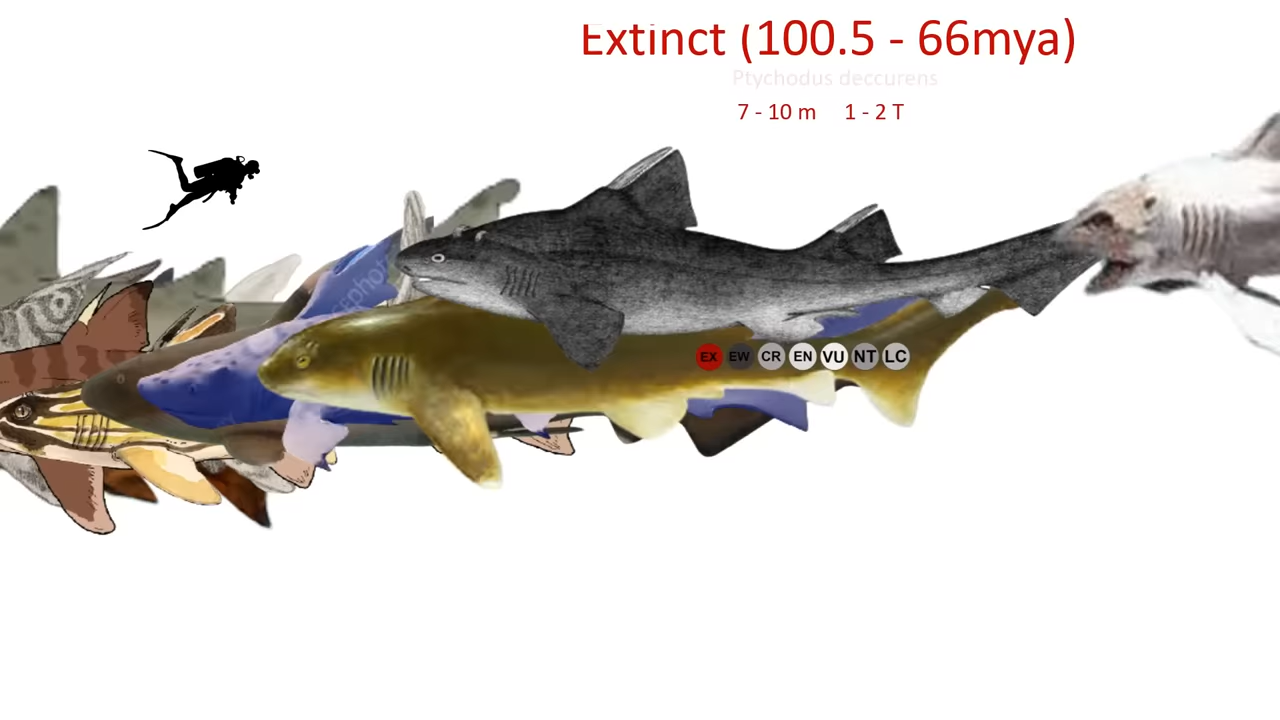 Extinct (100.5 - 66mya)
Ptychodus deccurens
7 - 10 m 1 - 2 T
EX EW CR EN VU NT LC